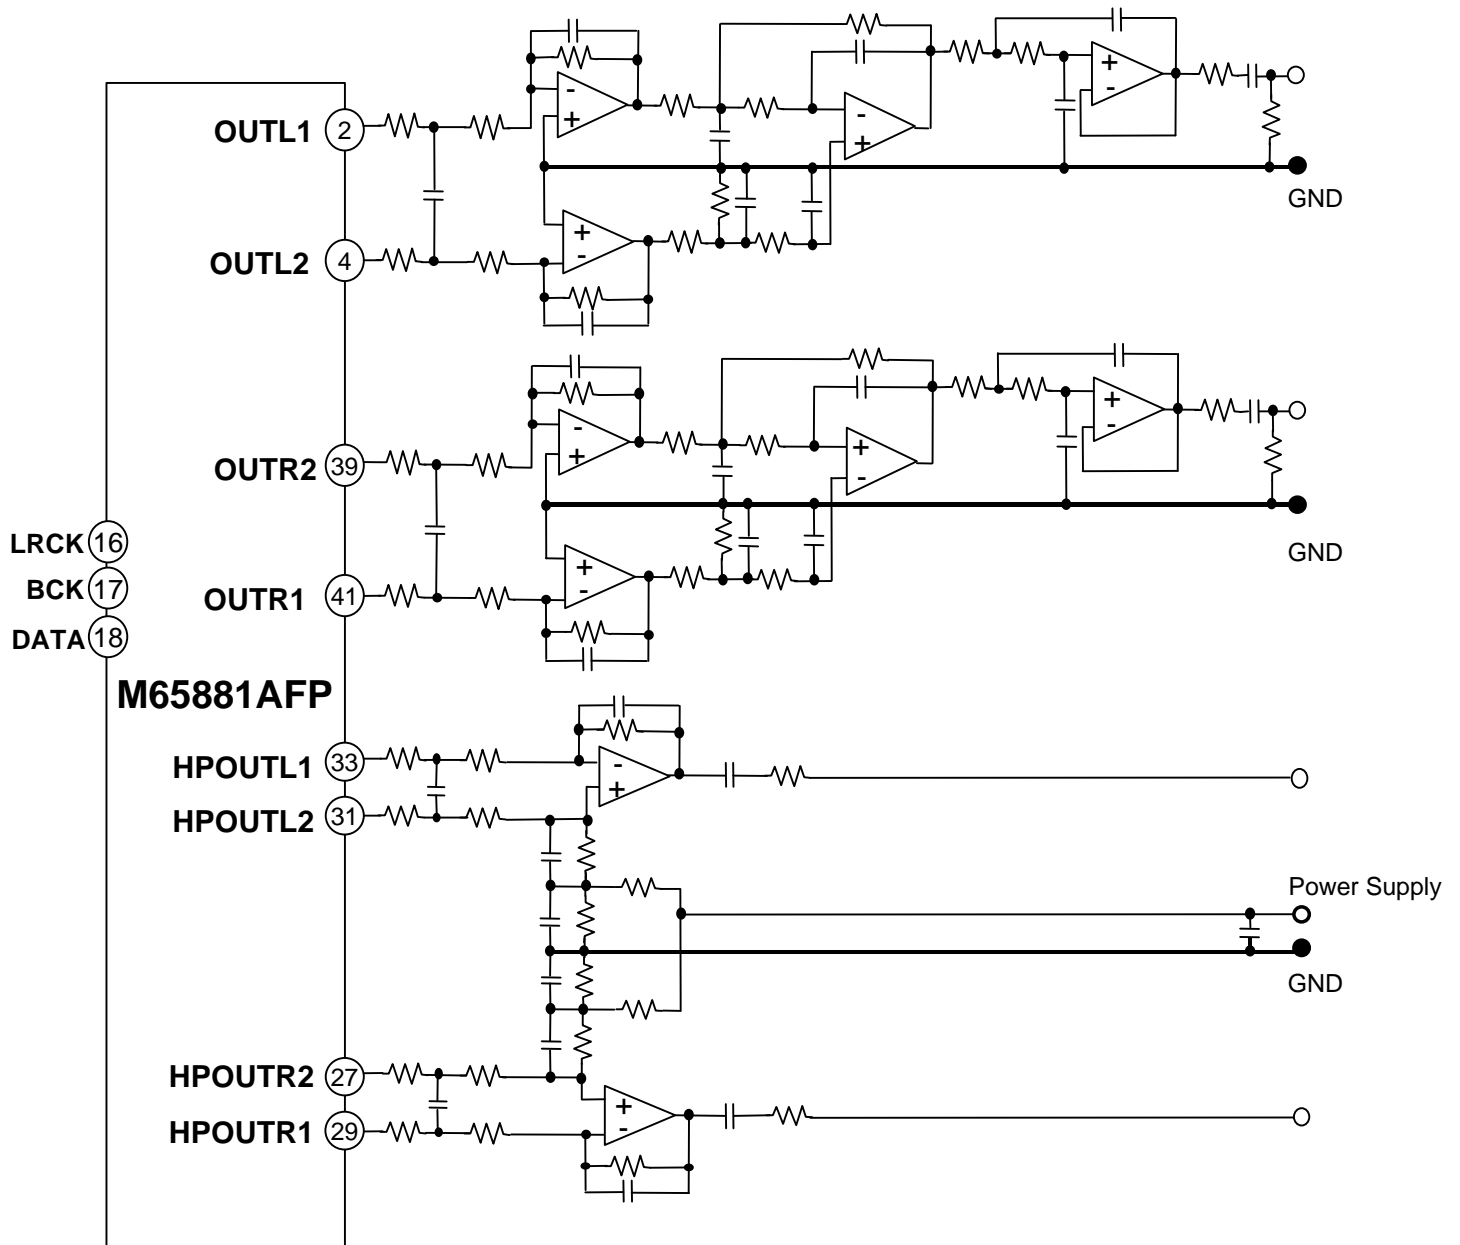 OUTL1 2
OUTL2 4
GND
OUTR2 39
OUTR1 41
GND
LRCK 16
BCK 17
DATA 18
M65881AFP
HPOUTL1 33
HPOUTL2 31
Power Supply
GND
HPOUTR2 27
HPOUTR1 29
- +
- +
+ -
+ -
- +
+ -
+ -
+ -
- +
+ -